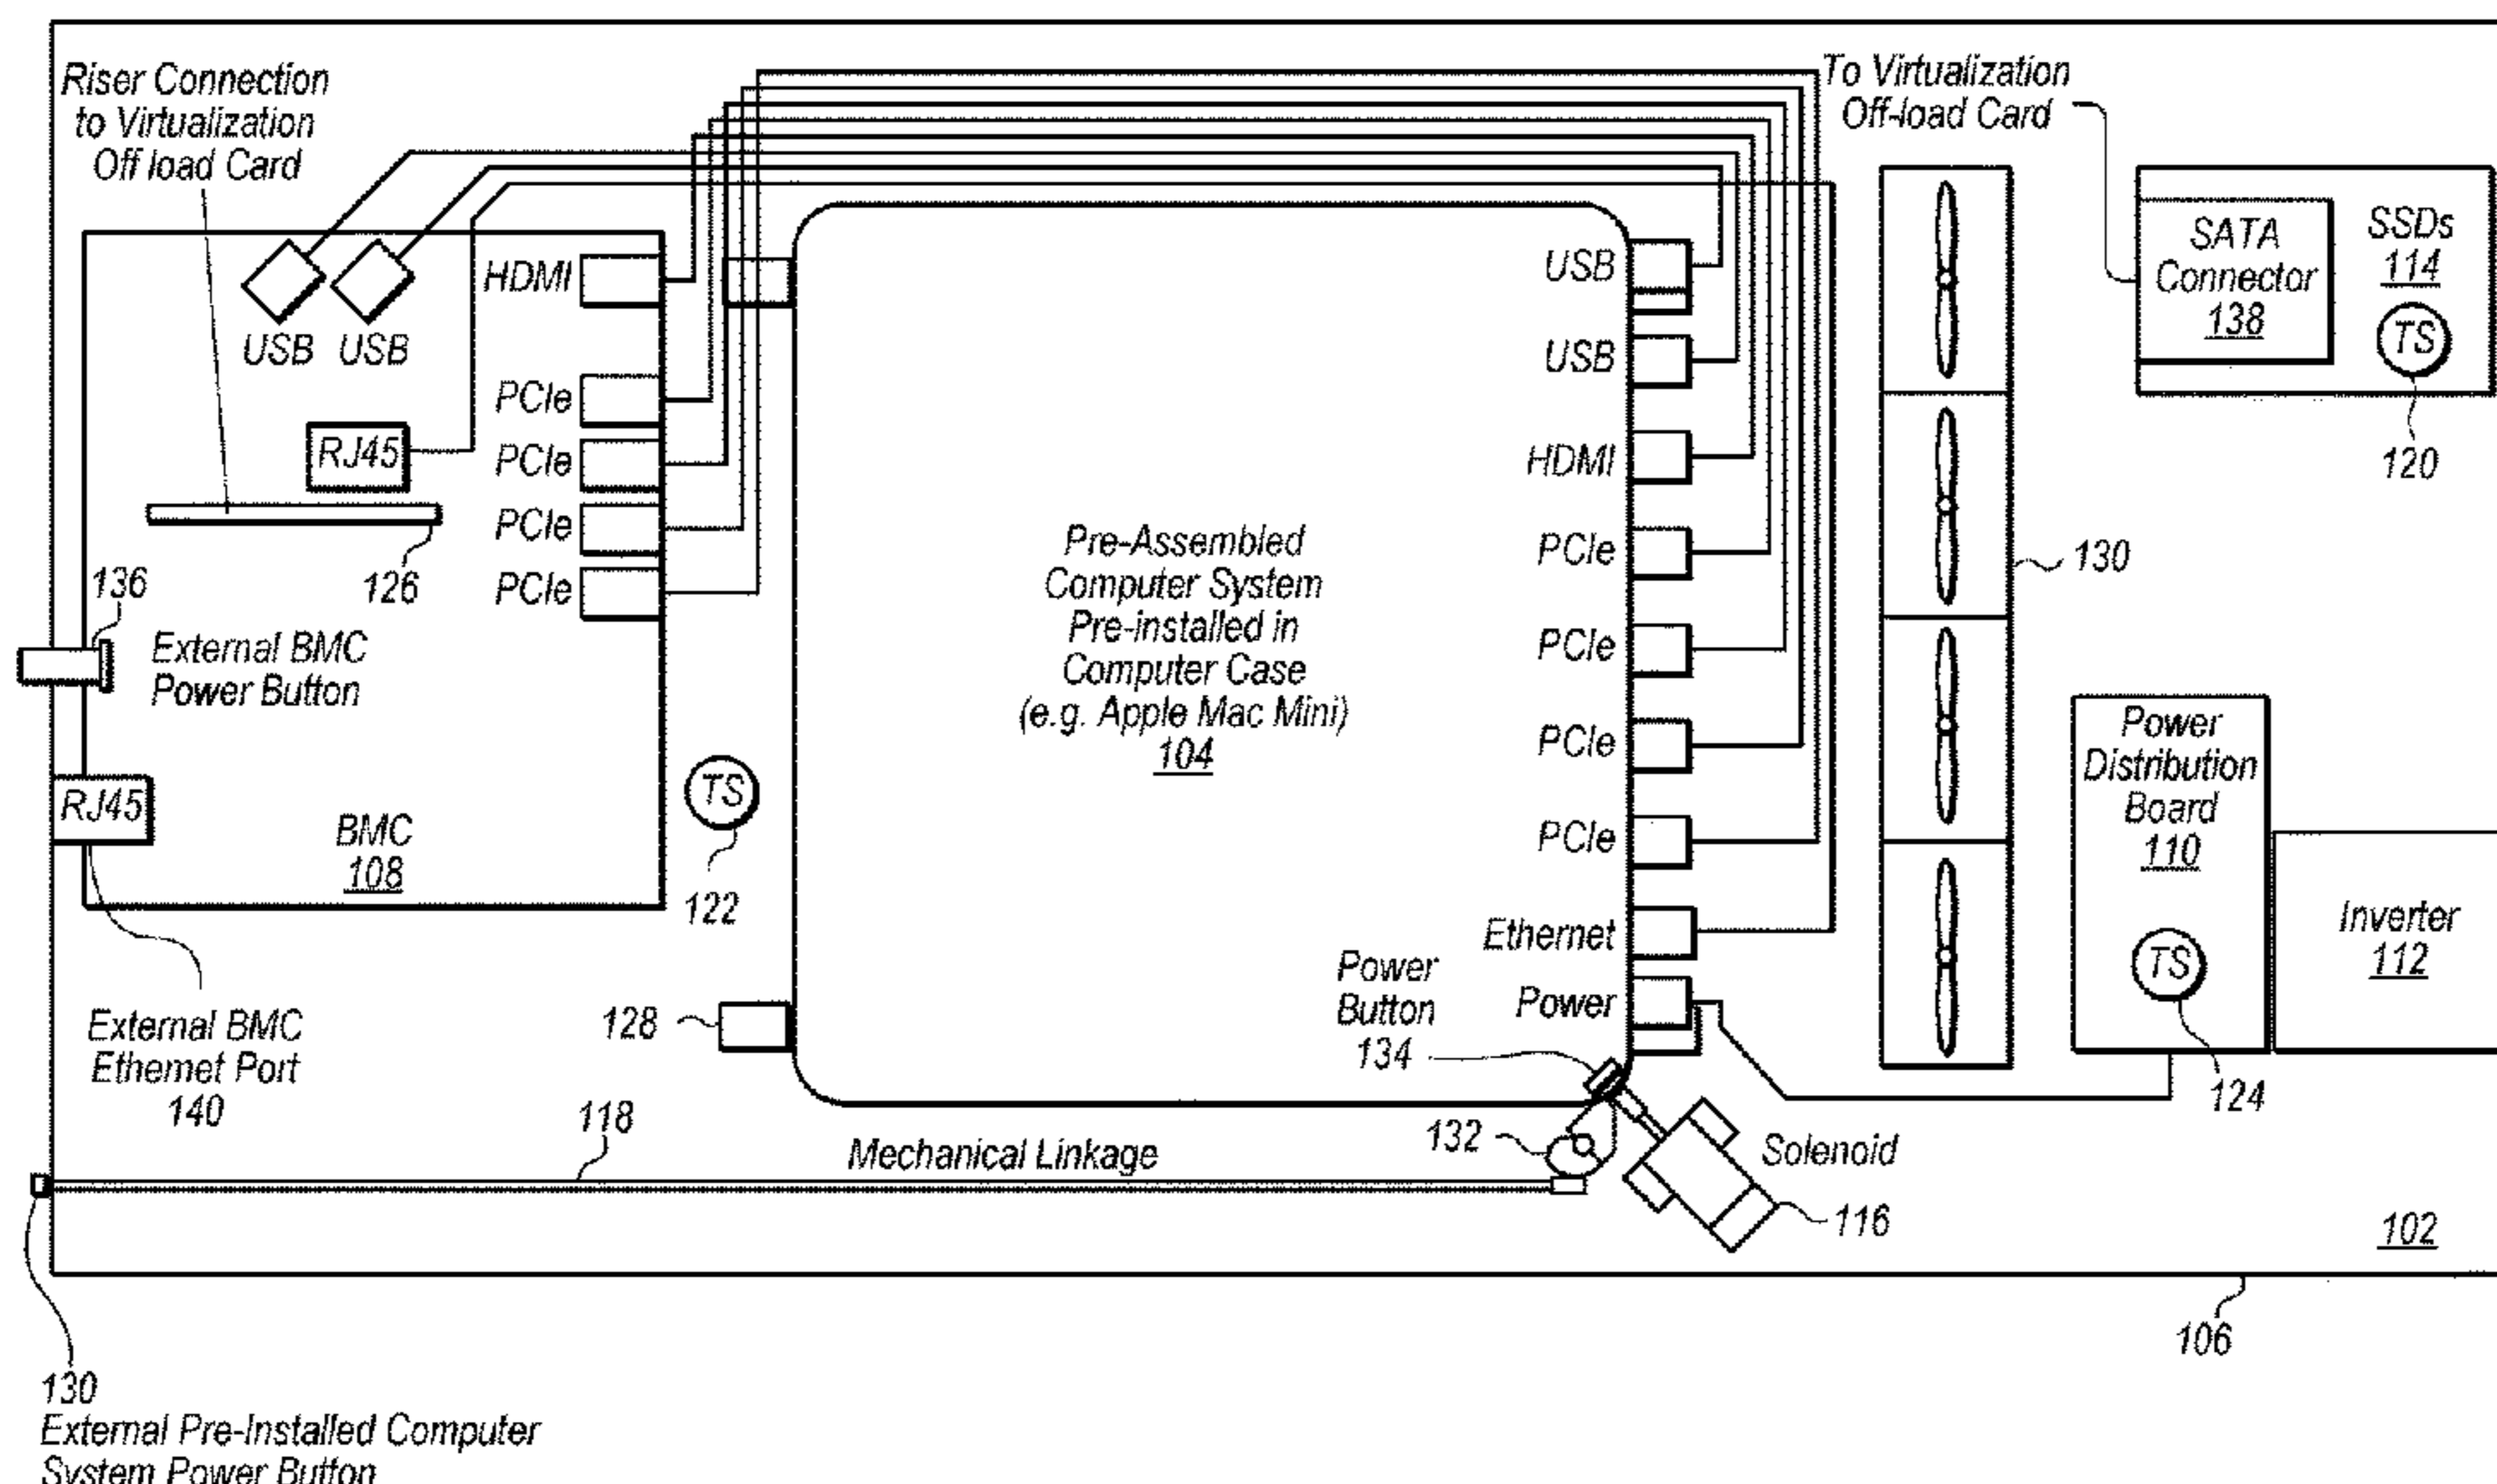 Riser Connection
to Virtualization
Off load Card
To Virtualization
Off-load Card
USB
USB
HDMI
PCIe
PCIe
PCIe
PCIe
RJ45
126
136
External BMC
Power Button
RJ45
BMC
108
TS
122
External BMC
Ethernet Port
140
128
Pre-Assembled
Computer System
Pre-installed in
Computer Case
(e.g. Apple Mac Mini)
104
USB
USB
HDMI
PCIe
PCIe
PCIe
PCIe
Ethernet
Power
Power
Button
134
SATA
Connector
138
SSDs
114
TS
120
130
Power
Distribution
Board
110
TS
124
Inverter
112
118
Mechanical Linkage
132
Solenoid
116
102
106
130
External Pre-Installed Computer
System Power Button